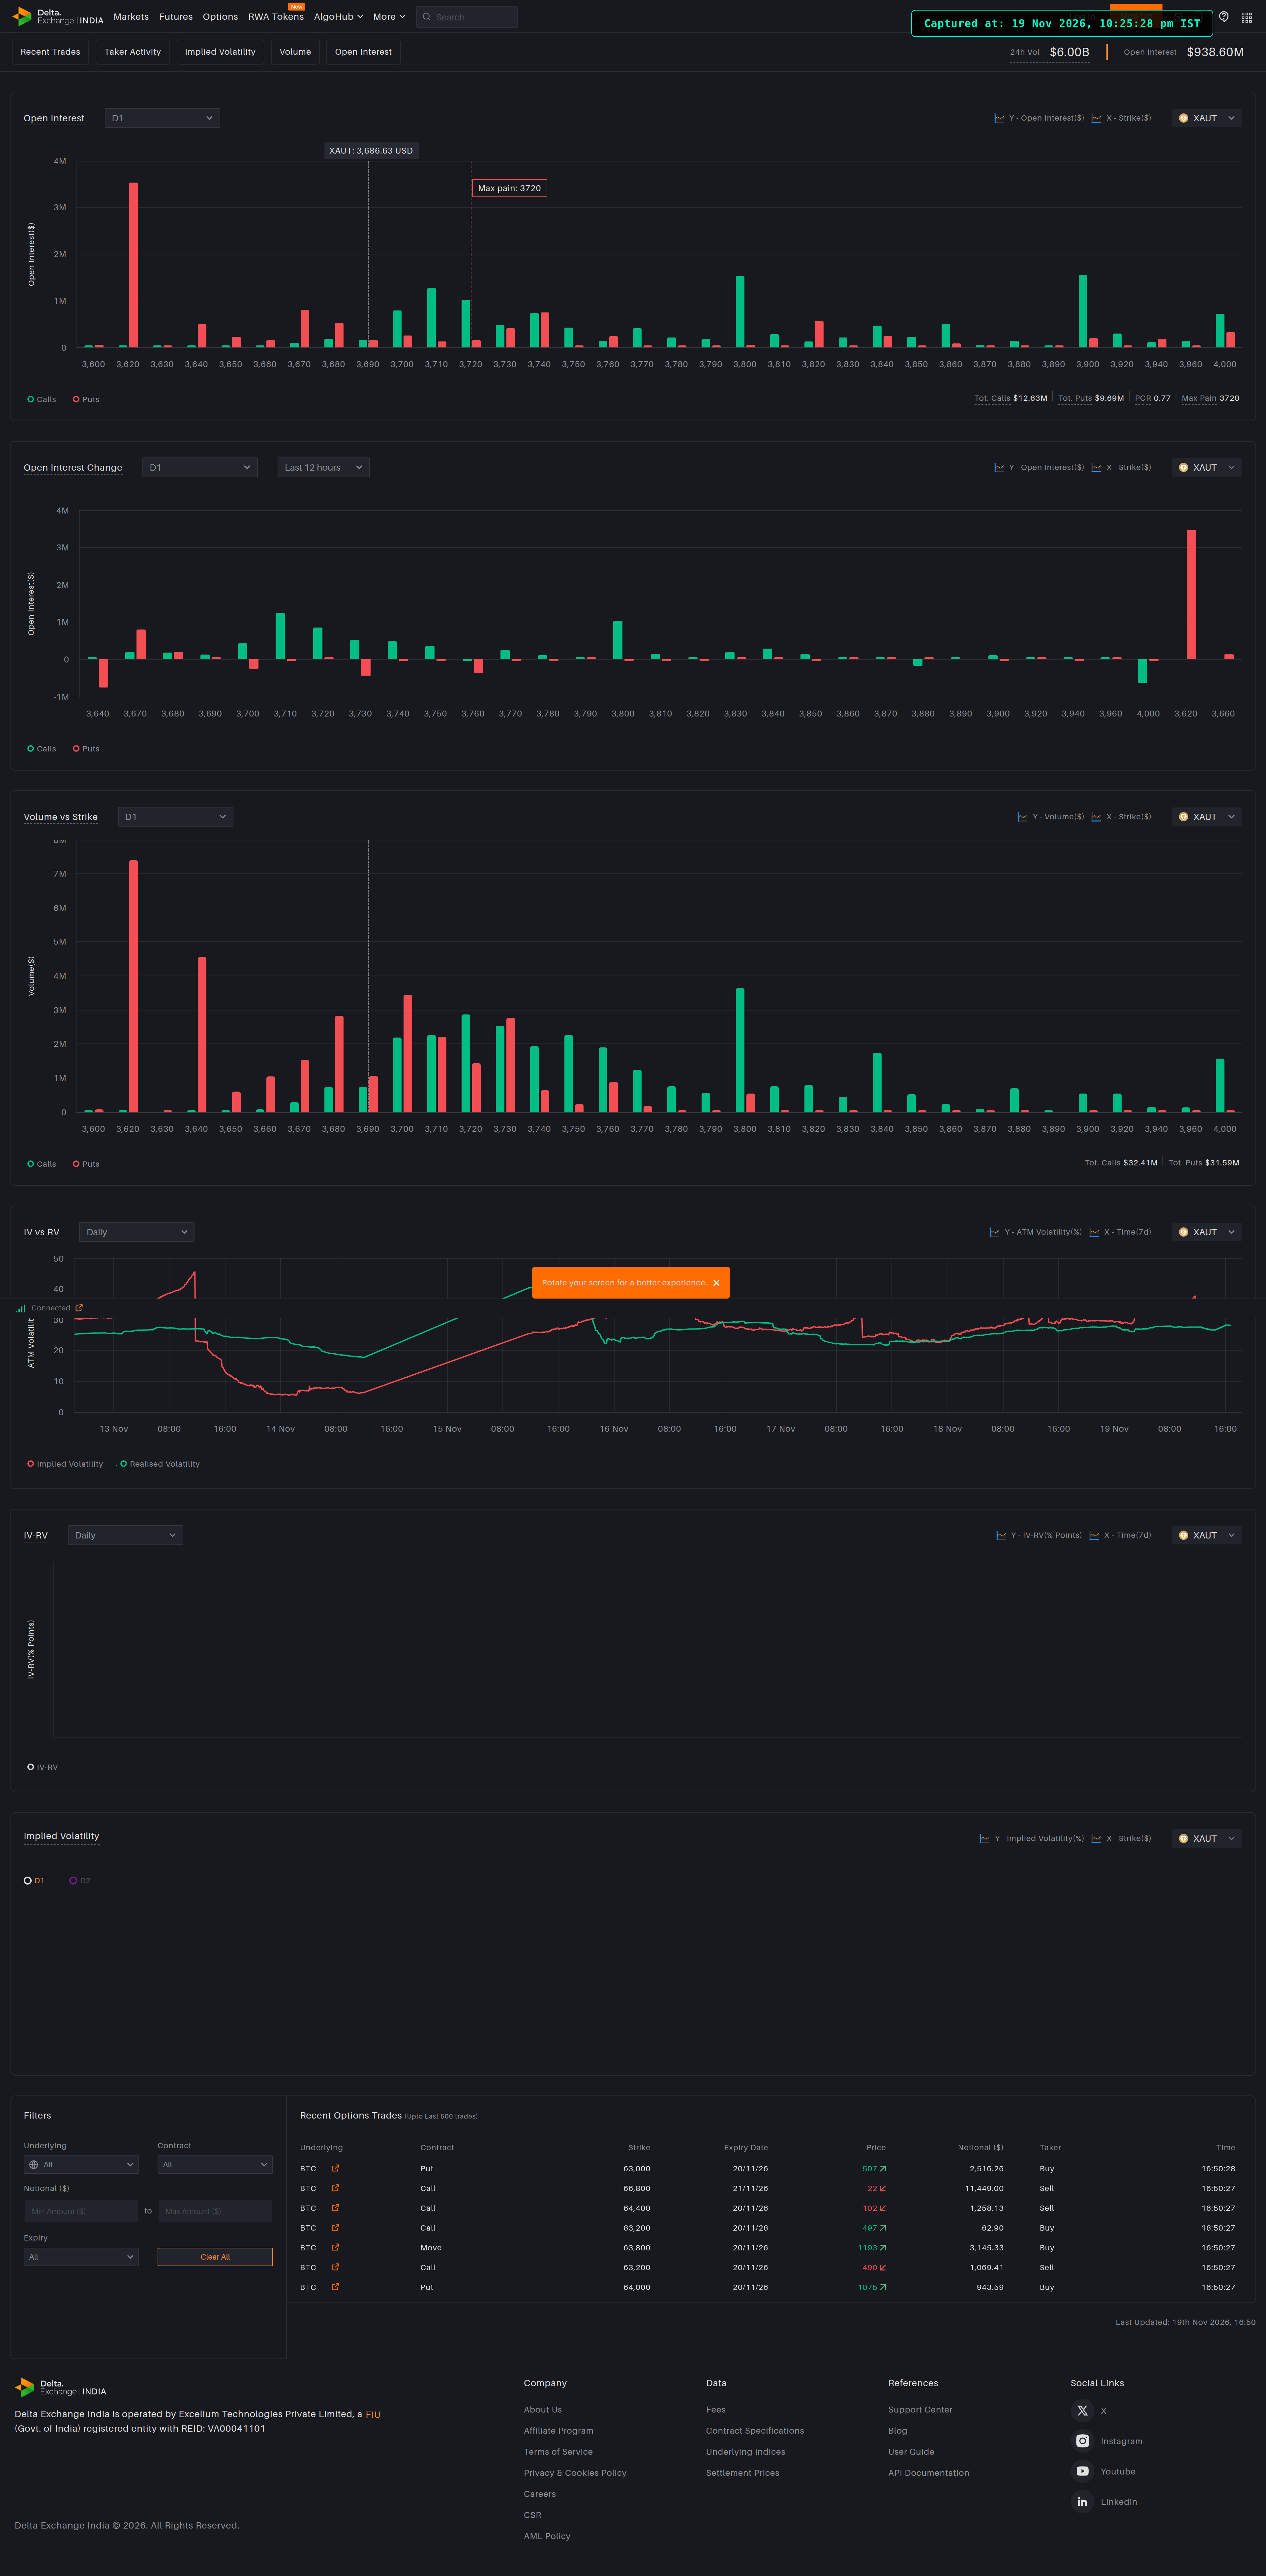 Delta.
Exchange | INDIA
Markets Futures Options RWA Tokens New AlgoHub More Search
Captured at: 19 Nov 2026, 10:25:28 pm IST
Recent Trades Taker Activity Implied Volatility Volume Open Interest
24h Vol $6.00B Open Interest $938.60M
Open Interest D1 Y - Open Interest($) X - Strike($) XAUT
XAUT: 3,686.63 USD
Max pain: 3720
Open Interest($)
4M
3M
2M
1M
0
3,600 3,620 3,630 3,640 3,650 3,660 3,670 3,680 3,690 3,700 3,710 3,720 3,730 3,740 3,750 3,760 3,770 3,780 3,790 3,800 3,810 3,820 3,830 3,840 3,850 3,860 3,870 3,880 3,890 3,900 3,920 3,940 3,960 4,000
Calls Puts
Tot. Calls $12.63M Tot. Puts $9.69M PCR 0.77 Max Pain 3720
Open Interest Change D1 Last 12 hours Y - Open Interest($) X - Strike($) XAUT
Open Interest($)
4M
3M
2M
1M
0
-1M
3,640 3,670 3,680 3,690 3,700 3,710 3,720 3,730 3,740 3,750 3,760 3,770 3,780 3,790 3,800 3,810 3,820 3,830 3,840 3,850 3,860 3,870 3,880 3,890 3,900 3,920 3,940 3,960 4,000 3,620 3,660
Calls Puts
Volume vs Strike D1 Y - Volume($) X - Strike($) XAUT
Volume($)
8M
7M
6M
5M
4M
3M
2M
1M
0
3,600 3,620 3,630 3,640 3,650 3,660 3,670 3,680 3,690 3,700 3,710 3,720 3,730 3,740 3,750 3,760 3,770 3,780 3,790 3,800 3,810 3,820 3,830 3,840 3,850 3,860 3,870 3,880 3,890 3,900 3,920 3,940 3,960 4,000
Calls Puts
Tot. Calls $32.41M Tot. Puts $31.59M
IV vs RV Daily Y - ATM Volatility(%) X - Time(7d) XAUT
50
40
Rotate your screen for a better experience.
Connected
ATM Volatilit
30
20
10
0
13 Nov 08:00 16:00 14 Nov 08:00 16:00 15 Nov 08:00 16:00 16 Nov 08:00 16:00 17 Nov 08:00 16:00 18 Nov 08:00 16:00 19 Nov 08:00 16:00
Implied Volatility Realised Volatility
IV-RV Daily Y - IV-RV(% Points) X - Time(7d) XAUT
IV-RV(% Points)
IV-RV
Implied Volatility Y - Implied Volatility(%) X - Strike($) XAUT
D1 D2
Filters
Underlying Contract
All All
Notional ($)
Min Amount ($) to Max Amount ($)
Expiry
All Clear All
Recent Options Trades (Upto Last 500 trades)
Underlying Contract Strike Expiry Date Price Notional ($) Taker Time
BTC Put 63,000 20/11/26 507 2,516.26 Buy 16:50:28
BTC Call 66,800 21/11/26 22 11,449.00 Sell 16:50:27
BTC Call 64,400 20/11/26 102 1,258.13 Sell 16:50:27
BTC Call 63,200 20/11/26 497 62.90 Buy 16:50:27
BTC Move 63,800 20/11/26 1193 3,145.33 Buy 16:50:27
BTC Call 63,200 20/11/26 490 1,069.41 Sell 16:50:27
BTC Put 64,000 20/11/26 1075 943.59 Buy 16:50:27
Last Updated: 19th Nov 2026, 16:50
Delta.
Exchange | INDIA
Delta Exchange India is operated by Excelium Technologies Private Limited, a FIU
(Govt. of India) registered entity with REID: VA00041101
Delta Exchange India © 2026. All Rights Reserved.
Company
About Us
Affiliate Program
Terms of Service
Privacy & Cookies Policy
Careers
CSR
AML Policy
Data
Fees
Contract Specifications
Underlying Indices
Settlement Prices
References
Support Center
Blog
User Guide
API Documentation
Social Links
X
Instagram
Youtube
Linkedin